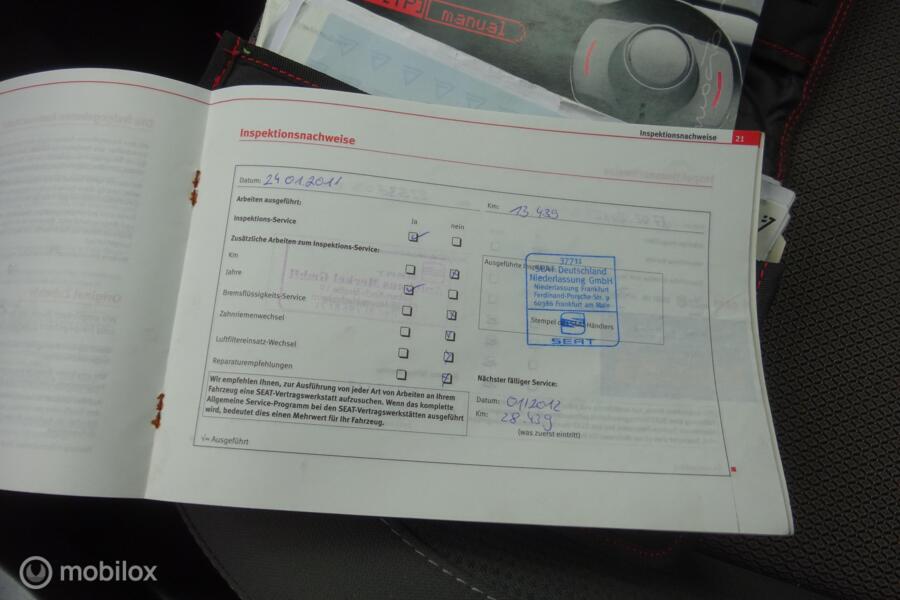 manual
Inspektionsnachweise 21
Inspektionsnachweise
Datum: 24.01.2011
Km: 13.439
Arbeiten ausgeführt:
Ja nein
Inspektions-Service
Zusätzliche Arbeiten zum Inspektions-Service:
Km
Jahre
Bremsflüssigkeits-Service
Zahnriemenwechsel
Luftfiltereinsatz-Wechsel
Reparaturempfehlungen
Ausgeführte
37711
SEAT Deutschland
Niederlassung GmbH
Niederlassung Frankfurt
Ferdinand-Porsche-Str. 9
60386 Frankfurt am Main
Stempel Händlers
SEAT
Wir empfehlen Ihnen, zur Ausführung von jeder Art von Arbeiten an Ihrem
Fahrzeug eine SEAT-Vertragswerkstatt aufzusuchen. Wenn das komplette
Allgemeine Service-Programm bei den SEAT-Vertragswerkstätten ausgeführt
wird, bedeutet dies einen Mehrwert für Ihr Fahrzeug.
Nächster fälliger Service:
Datum: 01/2012
Km: 28.439
(was zuerst eintritt)
√= Ausgeführt
mobilox